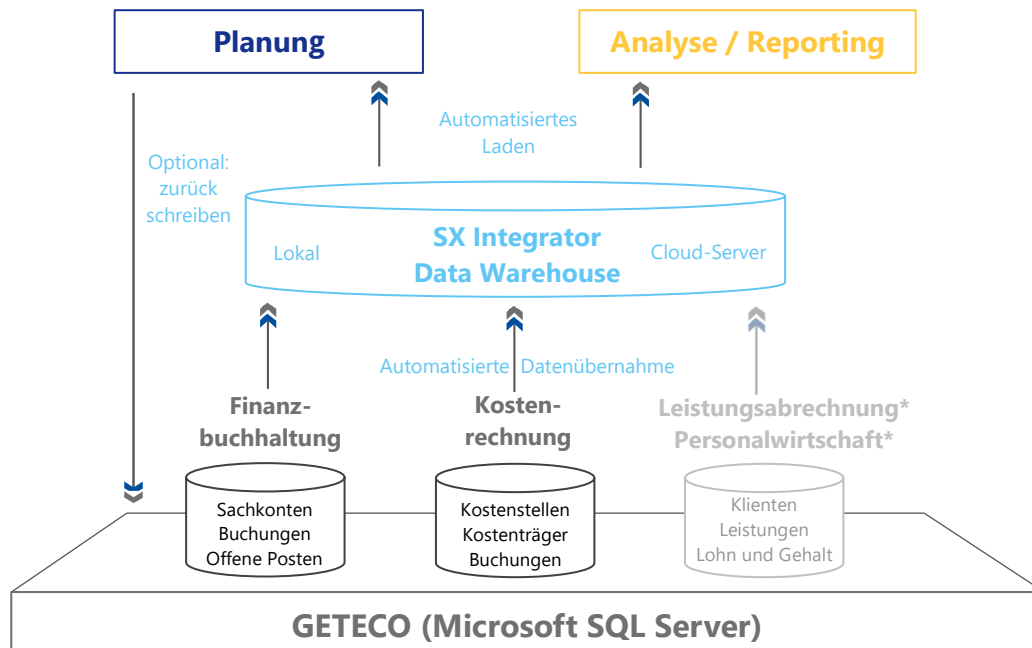 Planung
Analyse / Reporting
Automatisiertes
Laden
Optional:
zurück
schreiben
SX Integrator
Data Warehouse
Lokal
Cloud-Server
Automatisierte Datenübernahme
Finanz-
buchhaltung
Kosten-
rechnung
Leistungsabrechnung*
Personalwirtschaft*
Sachkonten
Buchungen
Offene Posten
Kostenstellen
Kostenträger
Buchungen
Klienten
Leistungen
Lohn und Gehalt
GETECO (Microsoft SQL Server)